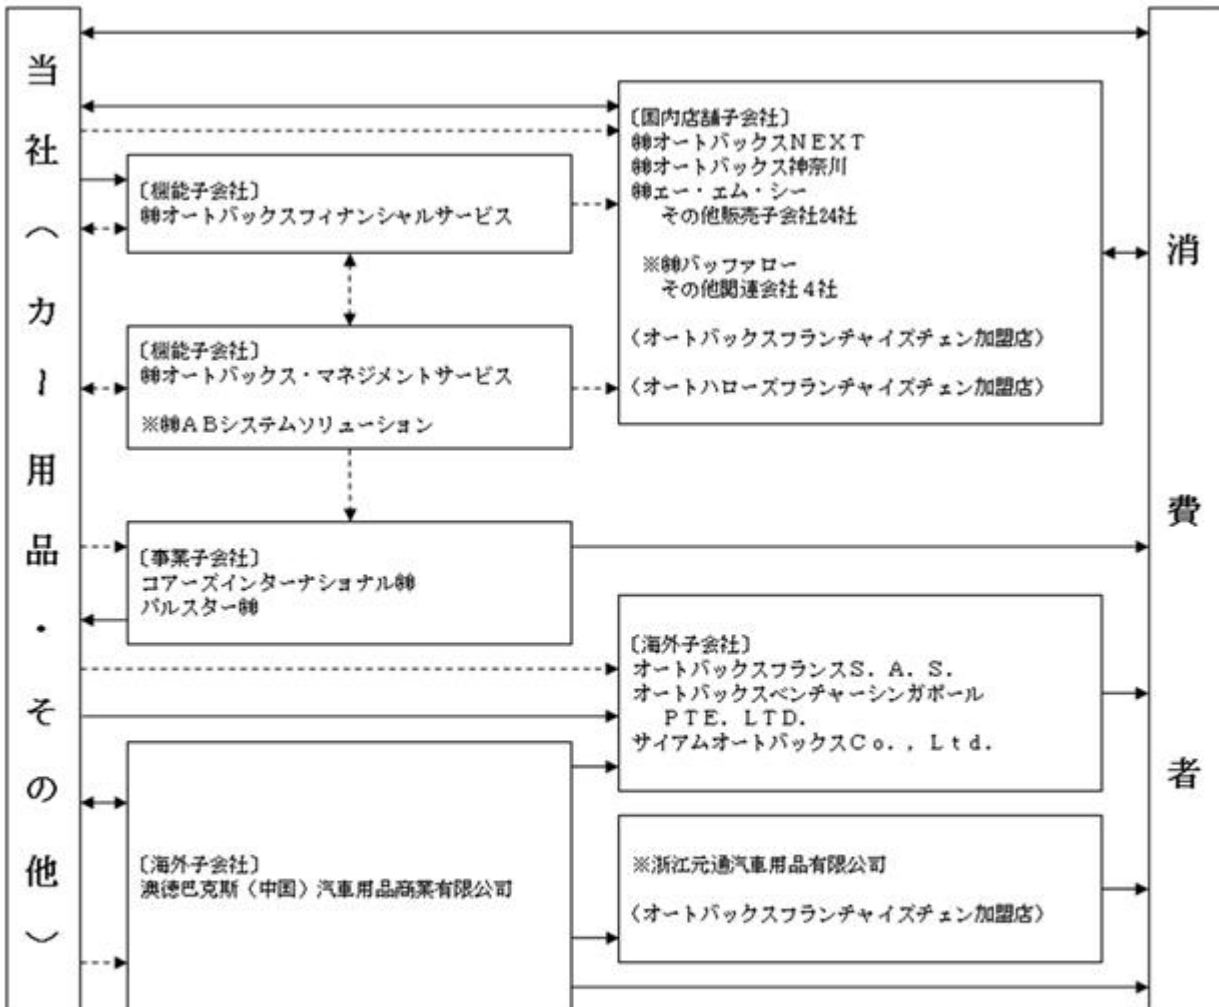 当社（カー用品・その他）
〔機能子会社〕
㈱オートバックスフィナンシャルサービス
〔機能子会社〕
㈱オートバックス・マネジメントサービス
※㈱ＡＢシステムソリューション
〔事業子会社〕
コアーズインターナショナル㈱
パルスター㈱
〔海外子会社〕
澳德巴克斯（中国）汽車用品商業有限公司
〔国内店舗子会社〕
㈱オートバックスＮＥＸＴ
㈱オートバックス神奈川
㈱エー・エム・シー
その他販売子会社24社
※㈱バッファロー
その他関連会社４社
（オートバックスフランチャイズチェン加盟店）
（オートハローズフランチャイズチェン加盟店）
〔海外子会社〕
オートバックスフランスＳ．Ａ．Ｓ．
オートバックスベンチャーシンガポール
ＰＴＥ．ＬＴＤ．
サイアムオートバックスＣｏ．，Ｌｔｄ．
※浙江元通汽車用品有限公司
（オートバックスフランチャイズチェン加盟店）
消費者